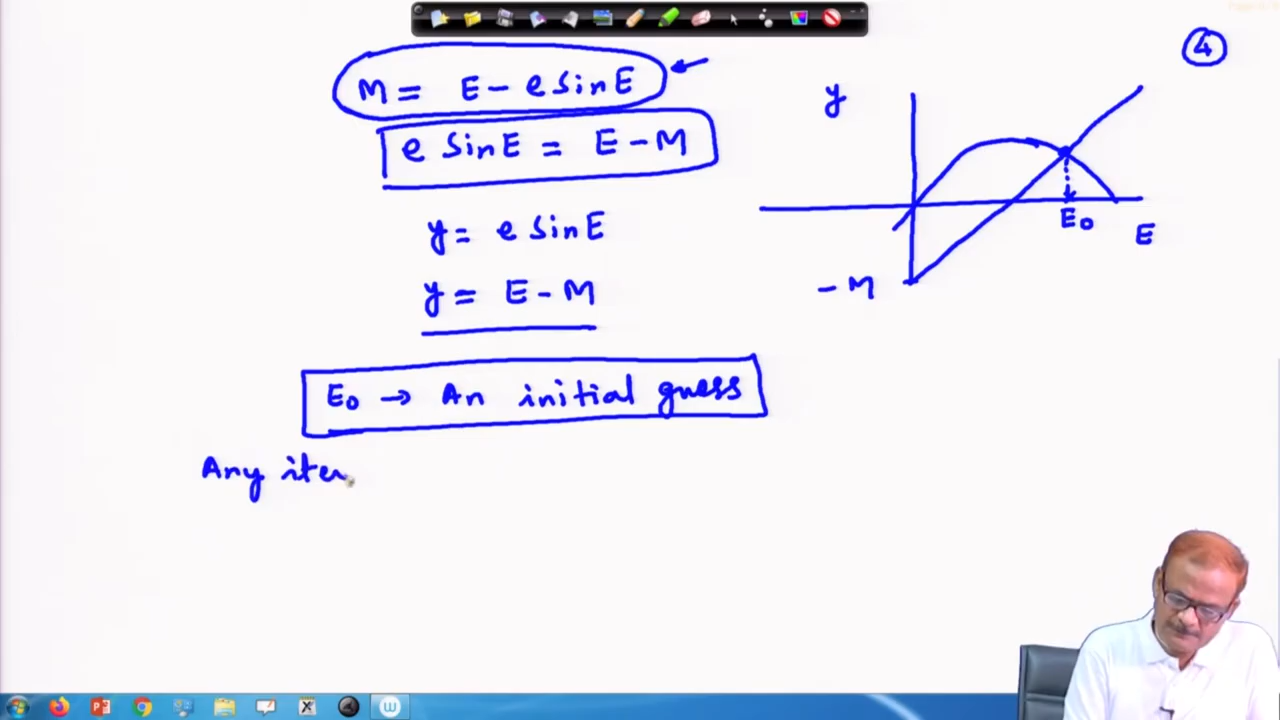 M = E - e sin E
e sin E = E - M
y = e sin E
y = E - M
E₀ → An initial guess
Any iter
4
y
E₀
E
- M